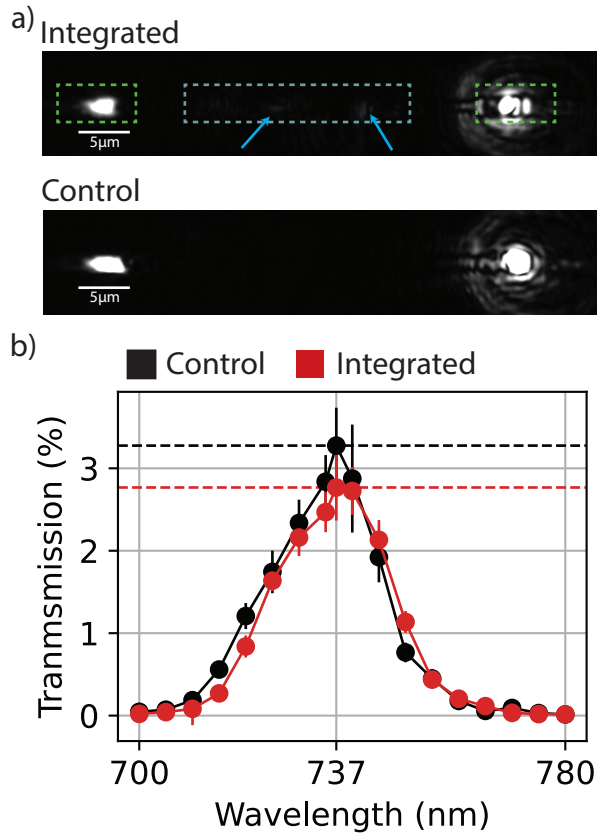 a)
Integrated
5μm
Control
5μm
b)
Control Integrated
Tranmsmission (%)
3
2
1
0
700 737 780
Wavelength (nm)